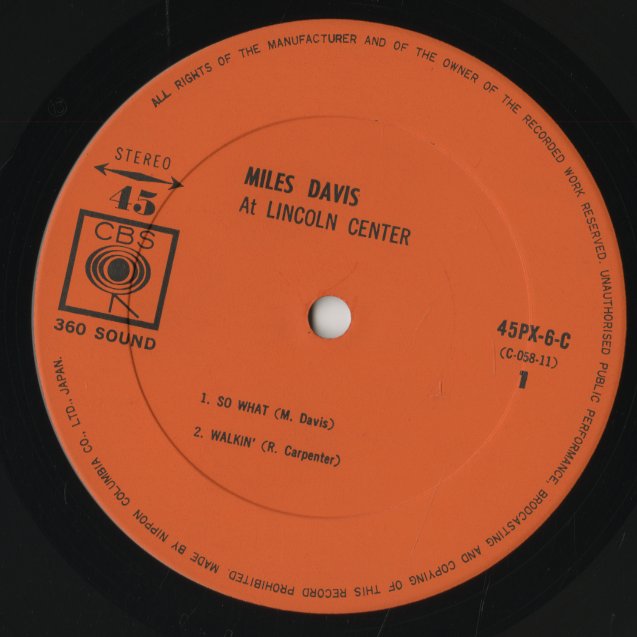 ALL RIGHTS OF THE MANUFACTURER AND OF THE OWNER OF THE RECORDED WORK RESERVED. UNAUTHORISED PUBLIC PERFORMANCE, BRODCASTING AND COPYING OF THIS RECORD PROHIBITED. MADE BY NIPPON COLUMBIA CO., LTD., JAPAN.
STEREO
45
CBS
360 SOUND
MILES DAVIS
At LINCOLN CENTER
45PX-6-C
(C-058-11)
1
1. SO WHAT (M. Davis)
2. WALKIN' (R. Carpenter)